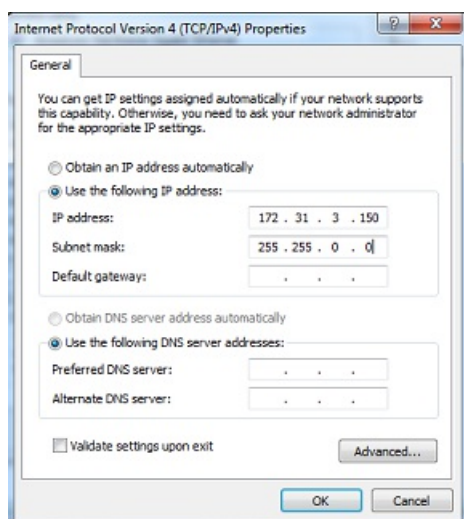 Internet Protocol Version 4 (TCP/IPv4) Properties
General
You can get IP settings assigned automatically if your network supports
this capability. Otherwise, you need to ask your network administrator
for the appropriate IP settings.
Obtain an IP address automatically
Use the following IP address:
IP address: 172 . 31 . 3 . 150
Subnet mask: 255 . 255 . 0 . 0
Default gateway: . . .
Obtain DNS server address automatically
Use the following DNS server addresses:
Preferred DNS server: . . .
Alternate DNS server: . . .
Validate settings upon exit
Advanced...
OK Cancel